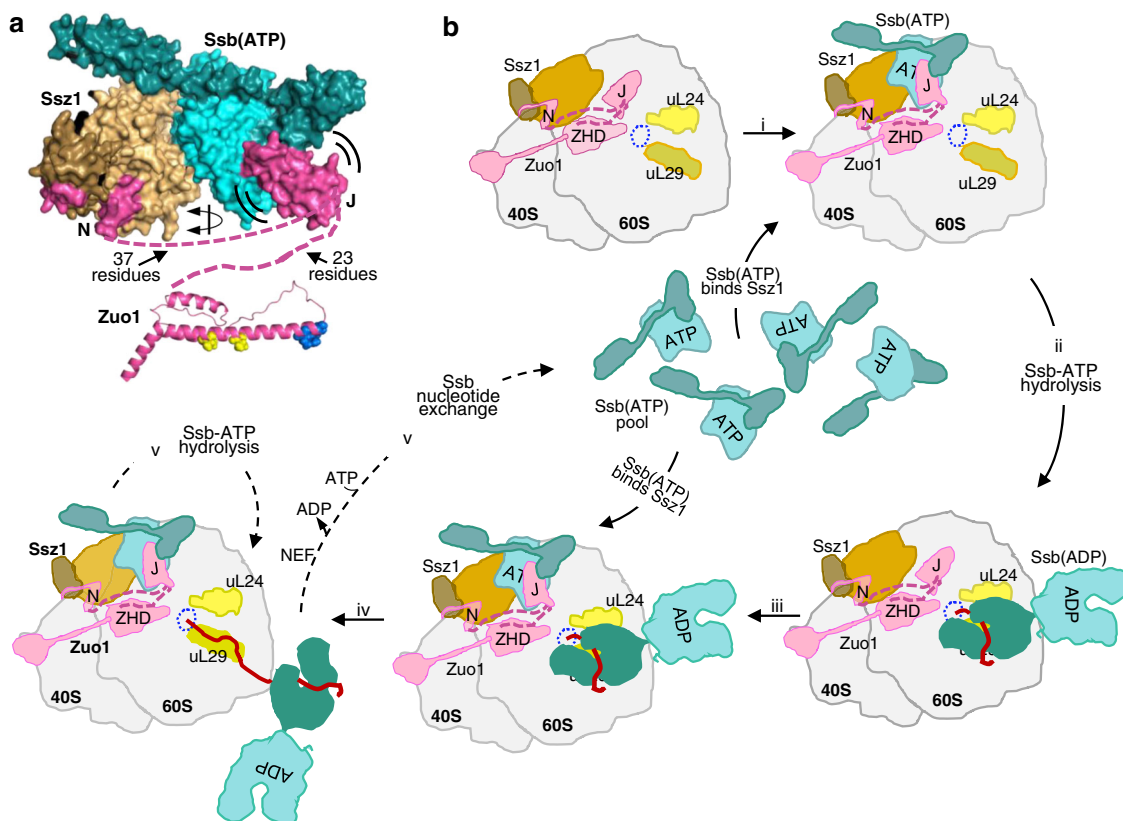 a
Ssb(ATP)
Ssz1
N
J
37
residues
23
residues
Zuo1
b
Ssz1
N
J
ZHD
Zuo1
uL24
uL29
40S
60S
i
Ssb(ATP)
Ssz1
AT
J
N
ZHD
Zuo1
uL24
uL29
40S
60S
Ssb(ATP)
binds Ssz1
ATP
ATP
ATP
ATP
Ssb(ATP)
pool
ii
Ssb-ATP
hydrolysis
Ssb
nucleotide
exchange
v
ATP
ADP
NEF
Ssb(ATP)
binds Ssz1
v
Ssb-ATP
hydrolysis
Ssz1
J
N
ZHD
Zuo1
uL24
uL29
40S
60S
ADP
iv
Ssz1
AT
J
N
ZHD
Zuo1
uL24
ADP
40S
60S
iii
Ssz1
J
N
ZHD
Zuo1
uL24
Ssb(ADP)
ADP
40S
60S